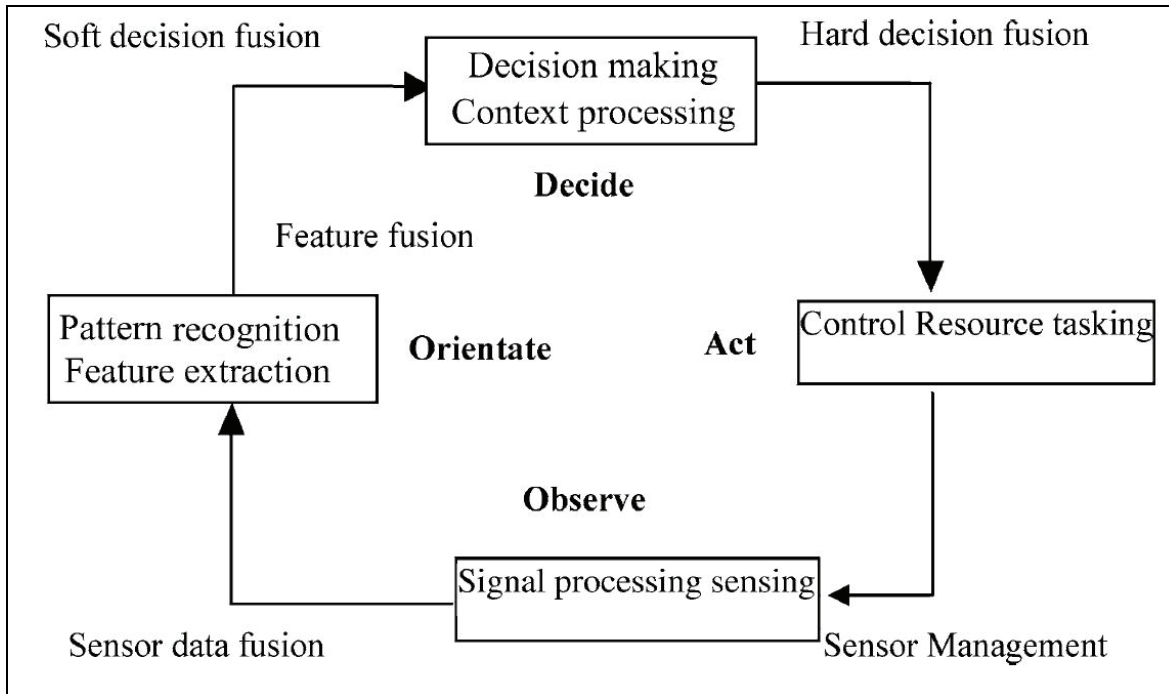 Soft decision fusion
Hard decision fusion
Decision making
Context processing
Decide
Feature fusion
Pattern recognition
Feature extraction
Orientate
Act
Control Resource tasking
Observe
Signal processing sensing
Sensor data fusion
Sensor Management